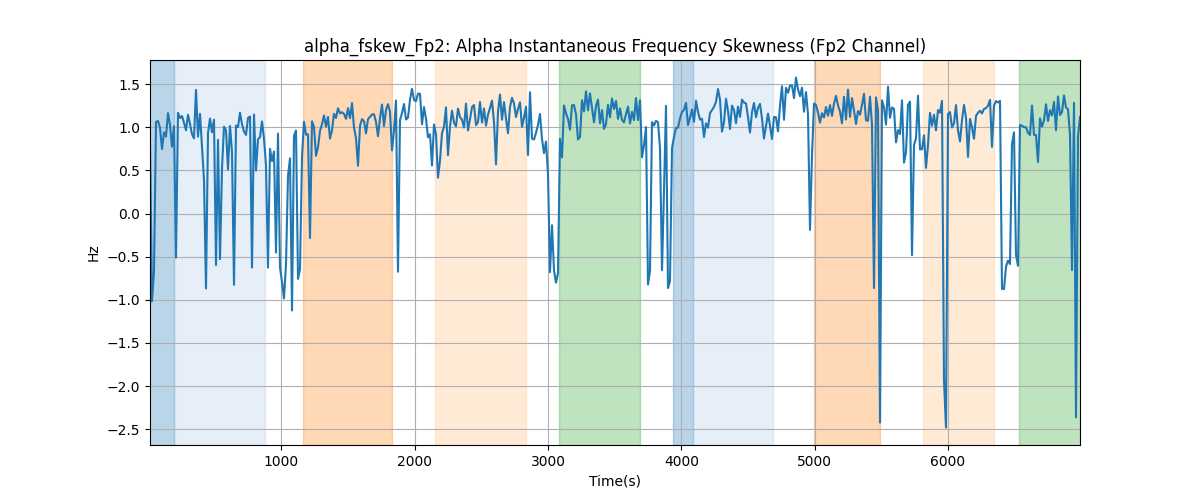 alpha_fskew_Fp2: Alpha Instantaneous Frequency Skewness (Fp2 Channel)
1.5
1.0
0.5
0.0
−0.5
−1.0
−1.5
−2.0
−2.5
Hz
1000 2000 3000 4000 5000 6000
Time(s)